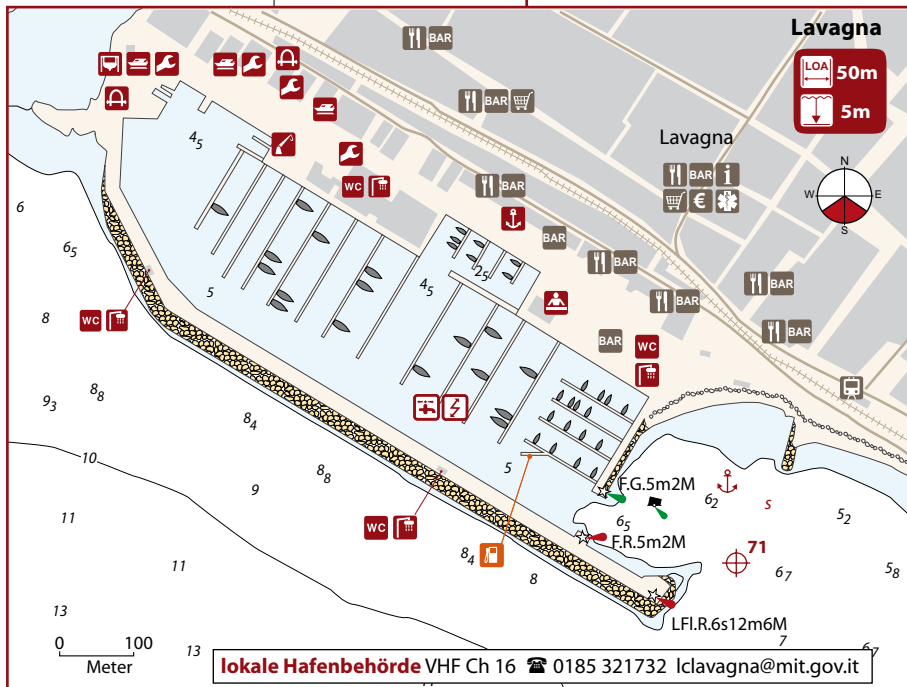 Lavagna
LOA 50m
5m
BAR
BAR
Lavagna
BAR i
€
N
W E
S
WC
BAR
BAR
BAR
BAR
BAR
BAR
BAR
WC
WC
WC
4₅
5
4₅
2₅
5
6
6₅
8
8₈
9₃
8₄
10
8₈
9
11
11
8₄
8
13
13
F.G.5m2M
6₂
s
5₂
6₅
F.R.5m2M
71
6₇
5₈
LFl.R.6s12m6M
7
6₇
0 100
Meter
lokale Hafenbehörde VHF Ch 16 ☎ 0185 321732 lclavagna@mit.gov.it